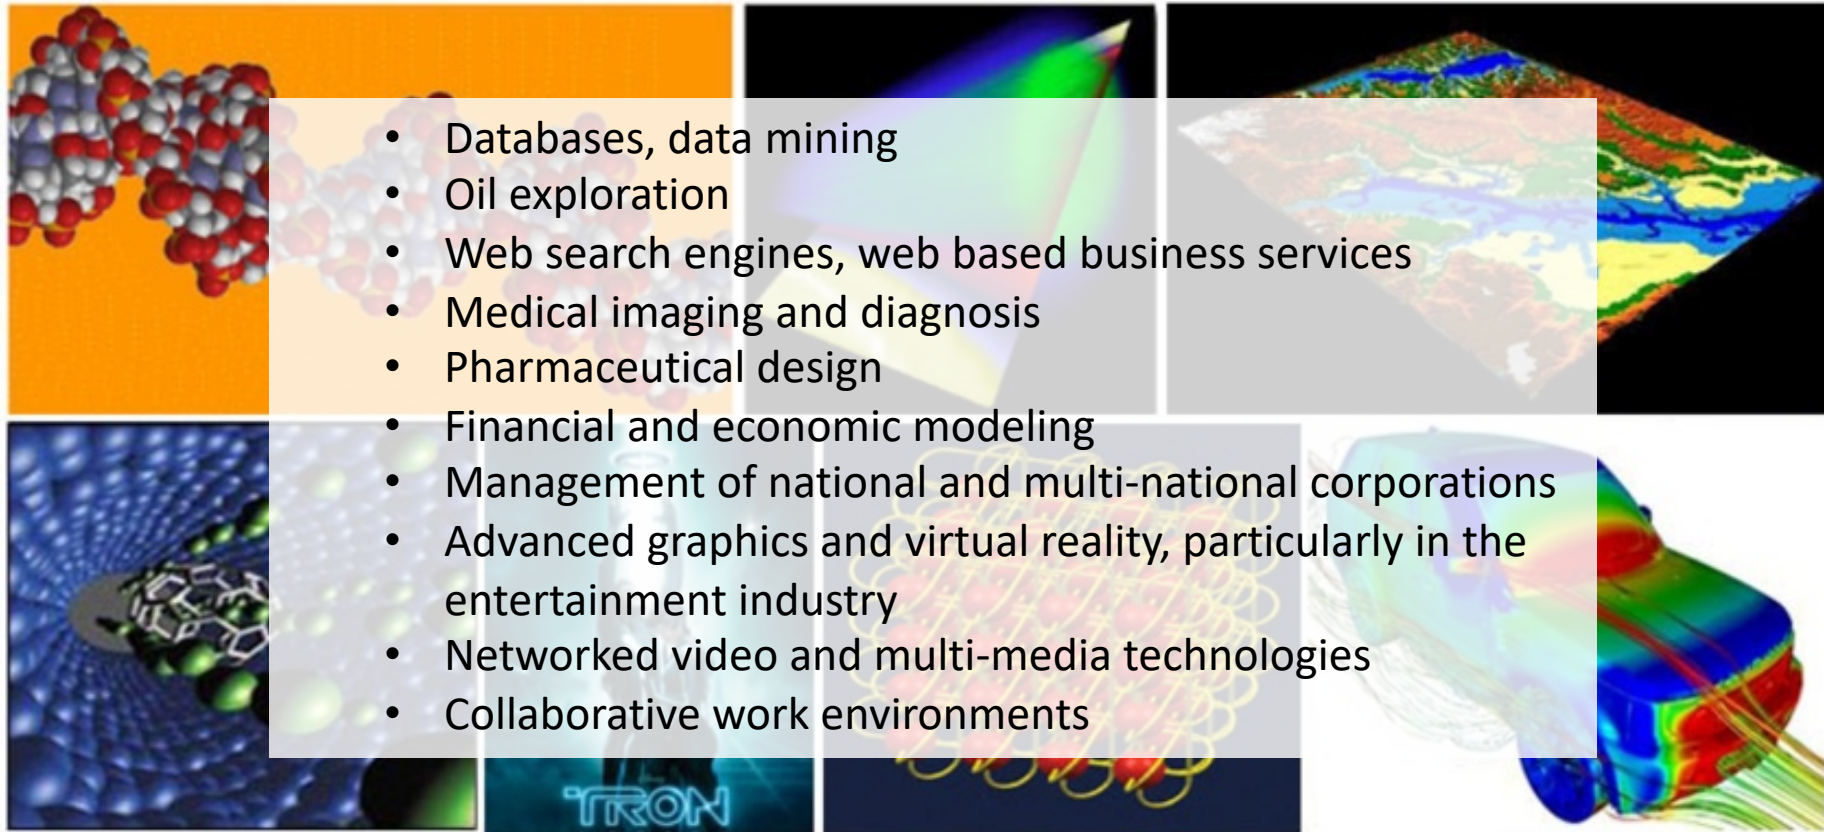 • Databases, data mining
• Oil exploration
• Web search engines, web based business services
• Medical imaging and diagnosis
• Pharmaceutical design
• Financial and economic modeling
• Management of national and multi-national corporations
• Advanced graphics and virtual reality, particularly in the
entertainment industry
• Networked video and multi-media technologies
• Collaborative work environments
TRON